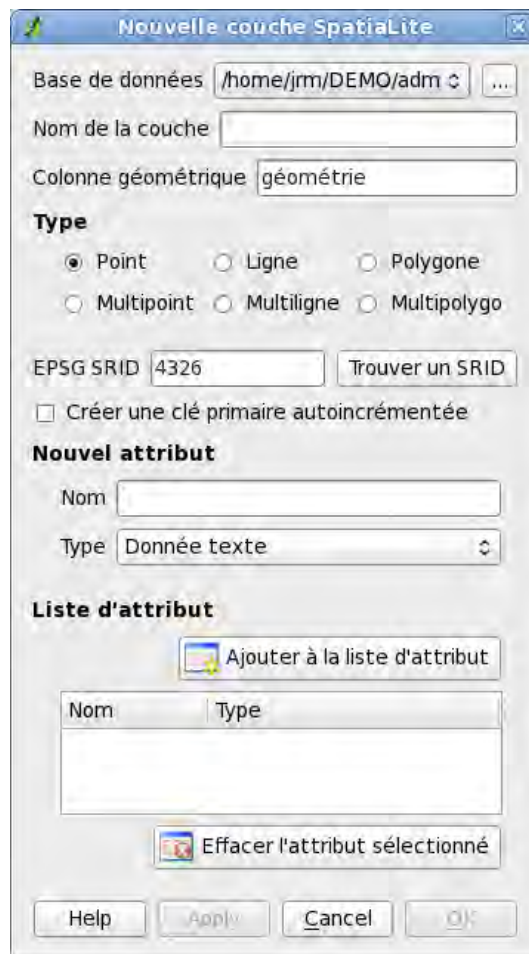 Nouvelle couche SpatiaLite
Base de données /home/jrm/DEMO/adm ...
Nom de la couche
Colonne géométrique géométrie
Type
Point Ligne Polygone
Multipoint Multiligne Multipolygo
EPSG SRID 4326 Trouver un SRID
Créer une clé primaire autoincrémentée
Nouvel attribut
Nom
Type Donnée texte
Liste d'attribut
Ajouter à la liste d'attribut
Nom Type
Effacer l'attribut sélectionné
Help Apply Cancel OK